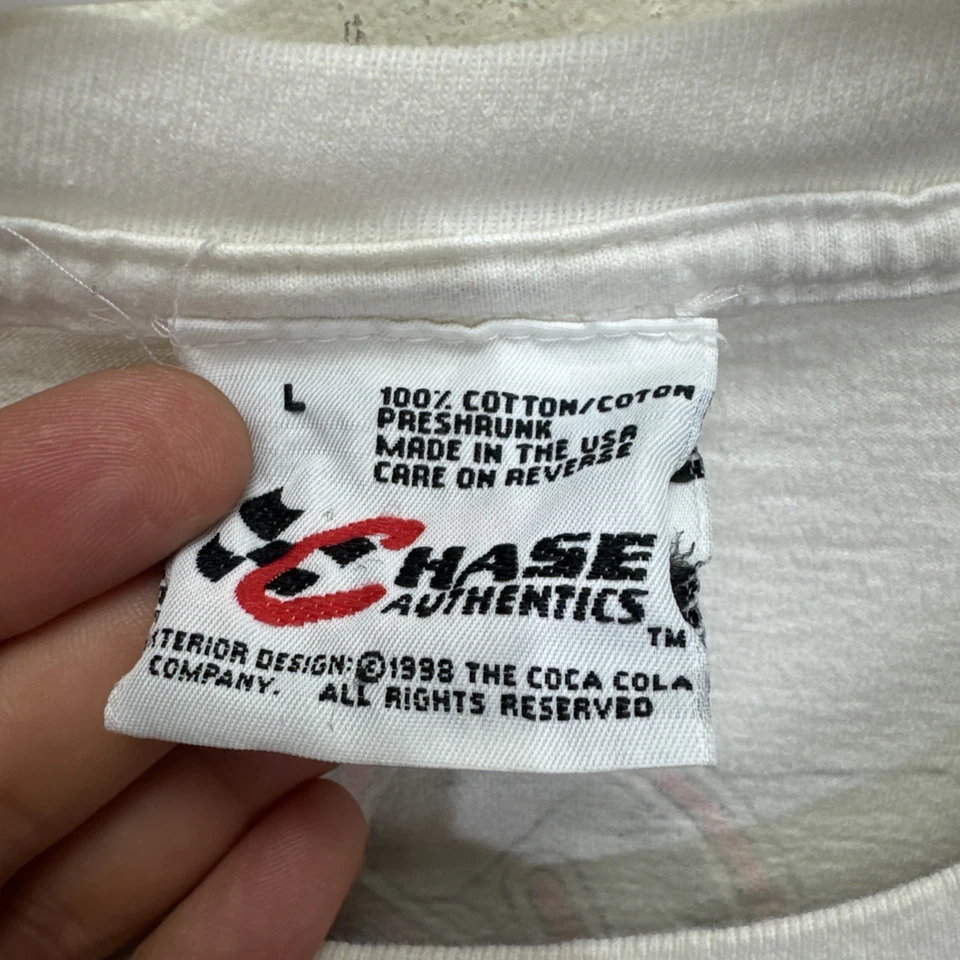 L
100% COTTON/COTON
PRESHRUNK
MADE IN THE USA
CARE ON REVERSE
CHASE
AUTHENTICS
TM
XTERIOR DESIGN: ©1998 THE COCA COLA
COMPANY. ALL RIGHTS RESERVED